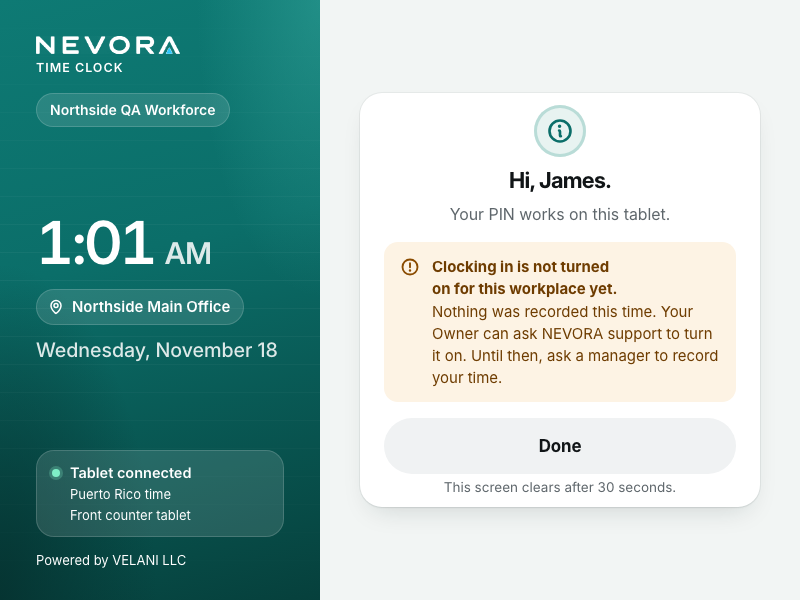 NEVORA
TIME CLOCK
Northside QA Workforce
1:01 AM
Northside Main Office
Wednesday, November 18
Tablet connected
Puerto Rico time
Front counter tablet
Powered by VELANI LLC
Hi, James.
Your PIN works on this tablet.
Clocking in is not turned
on for this workplace yet.
Nothing was recorded this time. Your
Owner can ask NEVORA support to turn
it on. Until then, ask a manager to record
your time.
Done
This screen clears after 30 seconds.